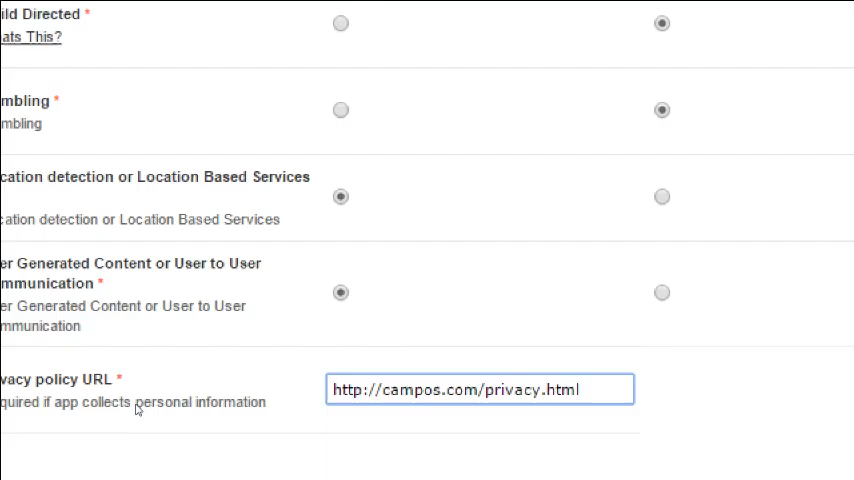 ild Directed *
ats This?
mbling *
mbling
cation detection or Location Based Services
cation detection or Location Based Services
er Generated Content or User to User
mmunication *
er Generated Content or User to User
mmunication
vacy policy URL *
http://campos.com/privacy.html
quired if app collects personal information